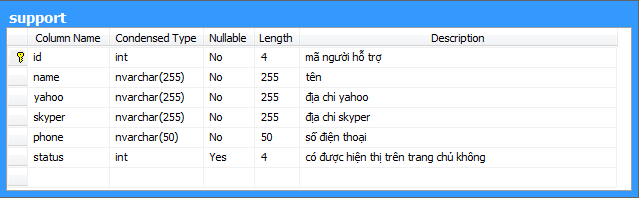 support
Column Name Condensed Type Nullable Length Description
id int No 4 mã người hỗ trợ
name nvarchar(255) No 255 tên
yahoo nvarchar(255) No 255 địa chỉ yahoo
skyper nvarchar(255) No 255 địa chỉ skyper
phone nvarchar(50) No 50 số điện thoại
status int Yes 4 có được hiện thị trên trang chủ không